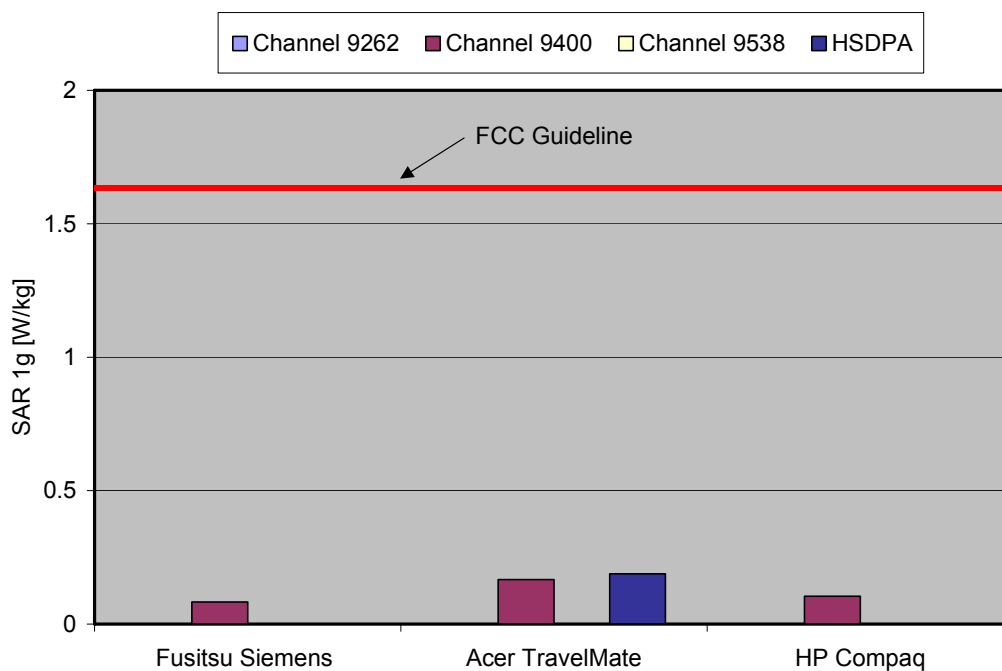 Channel 9262 Channel 9400 Channel 9538 HSDPA
2
FCC Guideline
1.5
SAR 1g [W/kg]
1
0.5
0
Fusitsu Siemens Acer TravelMate HP Compaq